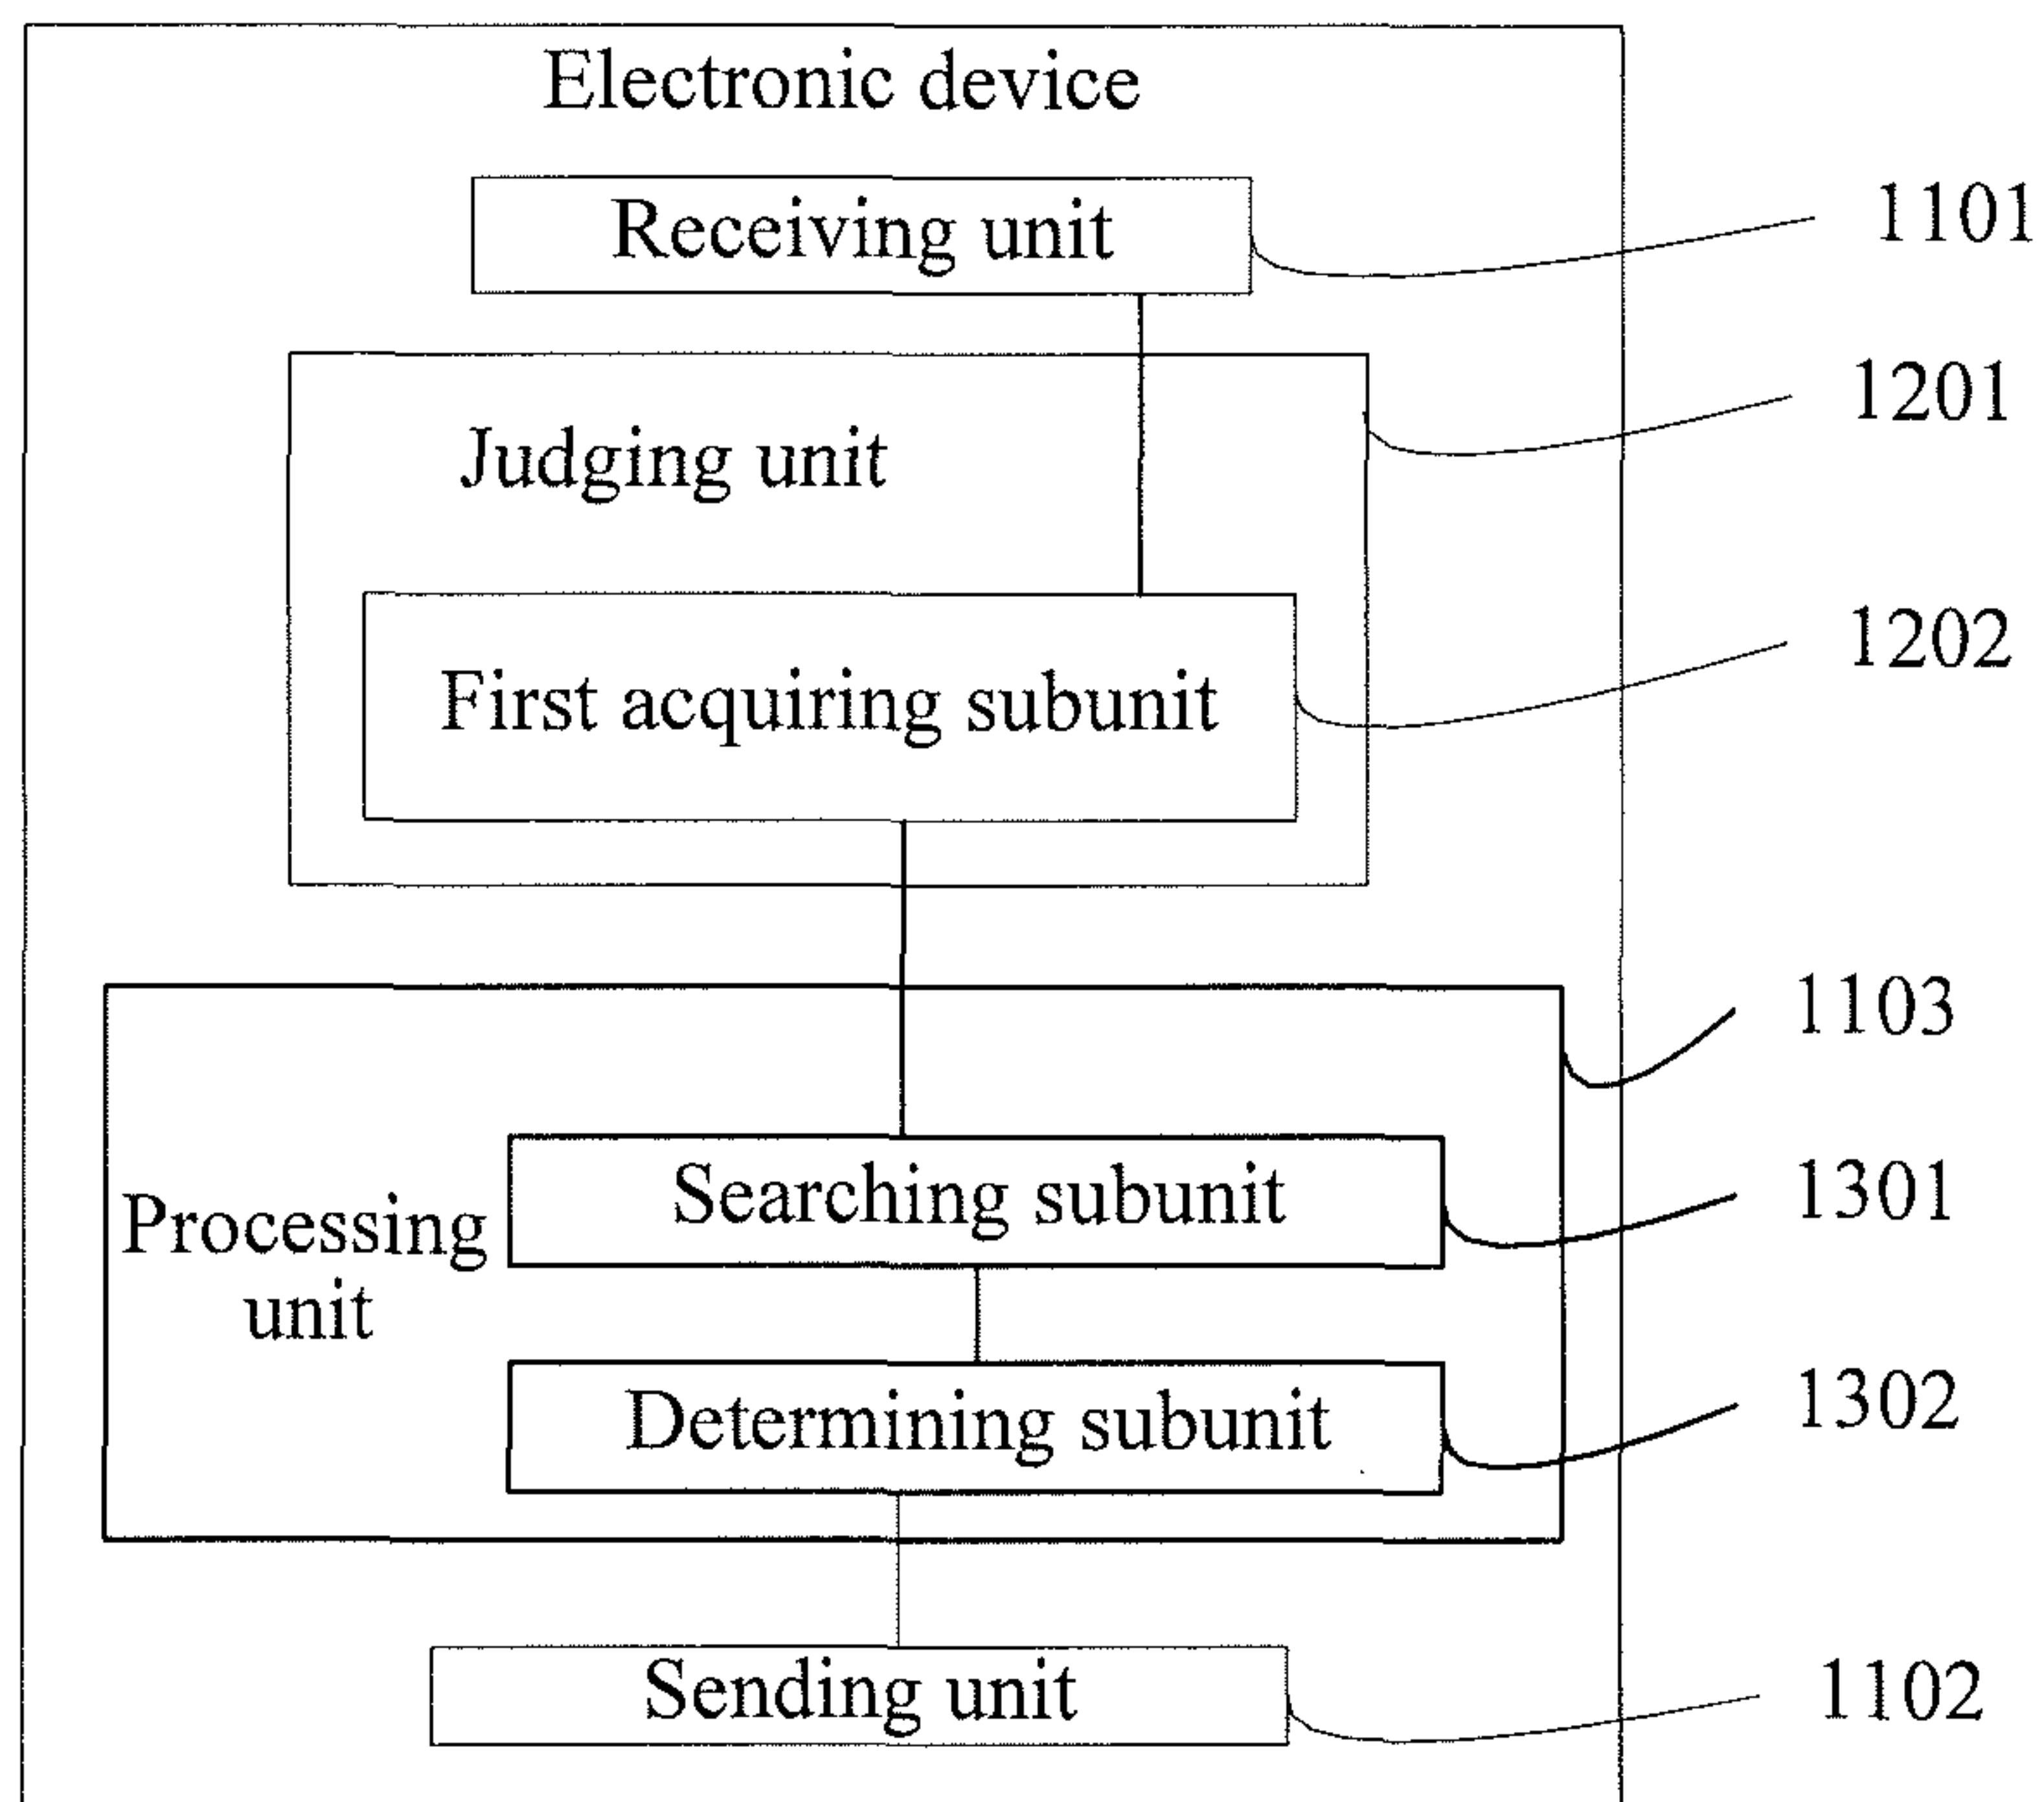 Electronic device
Receiving unit
1101
Judging unit
1201
First acquiring subunit
1202
1103
Processing
unit
Searching subunit
1301
Determining subunit
1302
Sending unit
1102